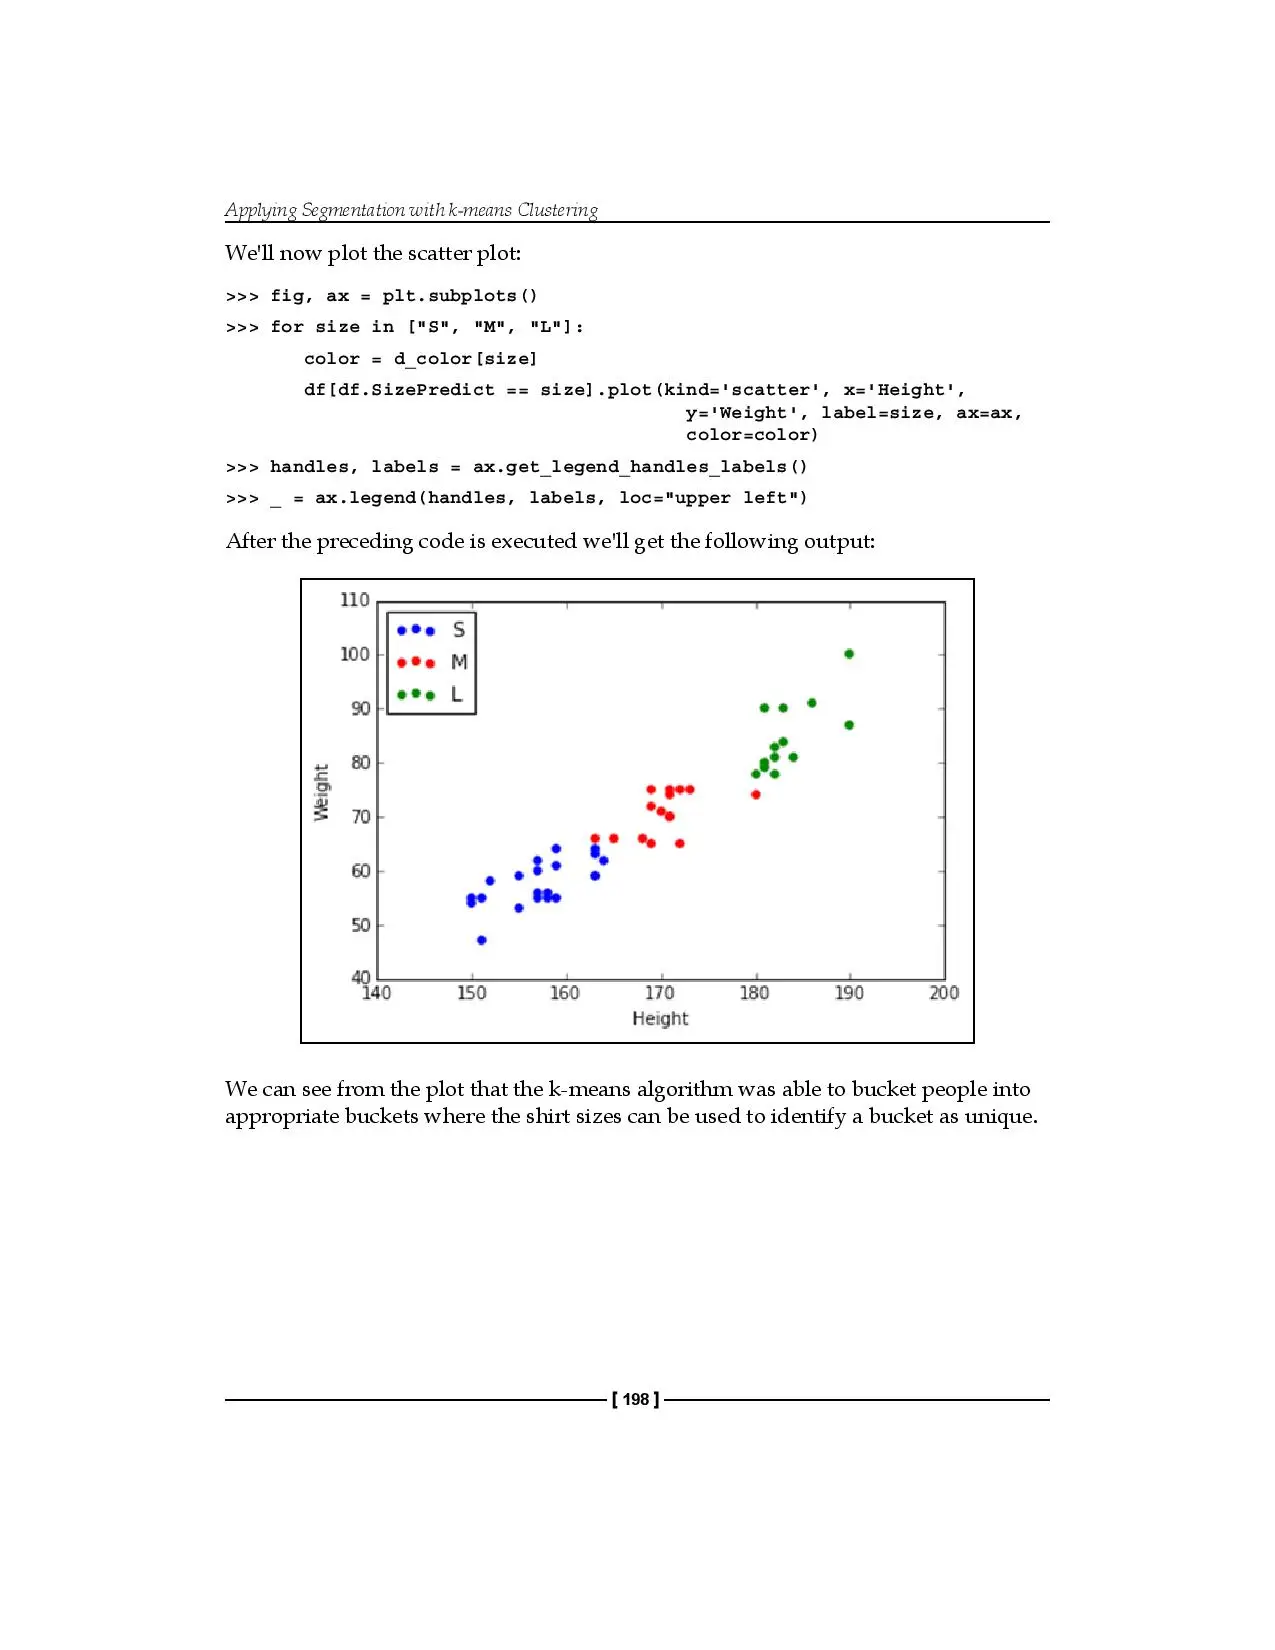 Applying Segmentation with k-means Clustering
We'll now plot the scatter plot:
>>> fig, ax = plt.subplots()
>>> for size in ["S", "M", "L"]:
color = d_color[size]
df[df.SizePredict == size].plot(kind='scatter', x='Height',
y='Weight', label=size, ax=ax,
color=color)
>>> handles, labels = ax.get_legend_handles_labels()
>>> _ = ax.legend(handles, labels, loc="upper left")
After the preceding code is executed we'll get the following output:
110
100
90
80
70
60
50
40
Weight
S
M
L
140 150 160 170 180 190 200
Height
We can see from the plot that the k-means algorithm was able to bucket people into
appropriate buckets where the shirt sizes can be used to identify a bucket as unique.
[ 198 ]